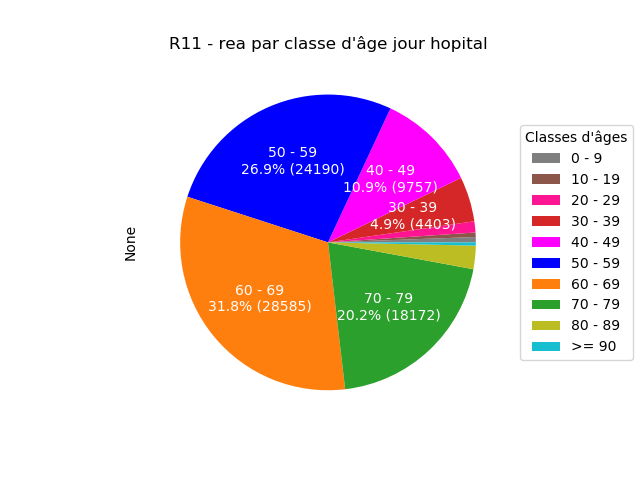 R11 - rea par classe d'âge jour hopital
None
50 - 59
26.9% (24190)
40 - 49
10.9% (9757)
30 - 39
4.9% (4403)
60 - 69
31.8% (28585)
70 - 79
20.2% (18172)
Classes d'âges
0 - 9
10 - 19
20 - 29
30 - 39
40 - 49
50 - 59
60 - 69
70 - 79
80 - 89
>= 90